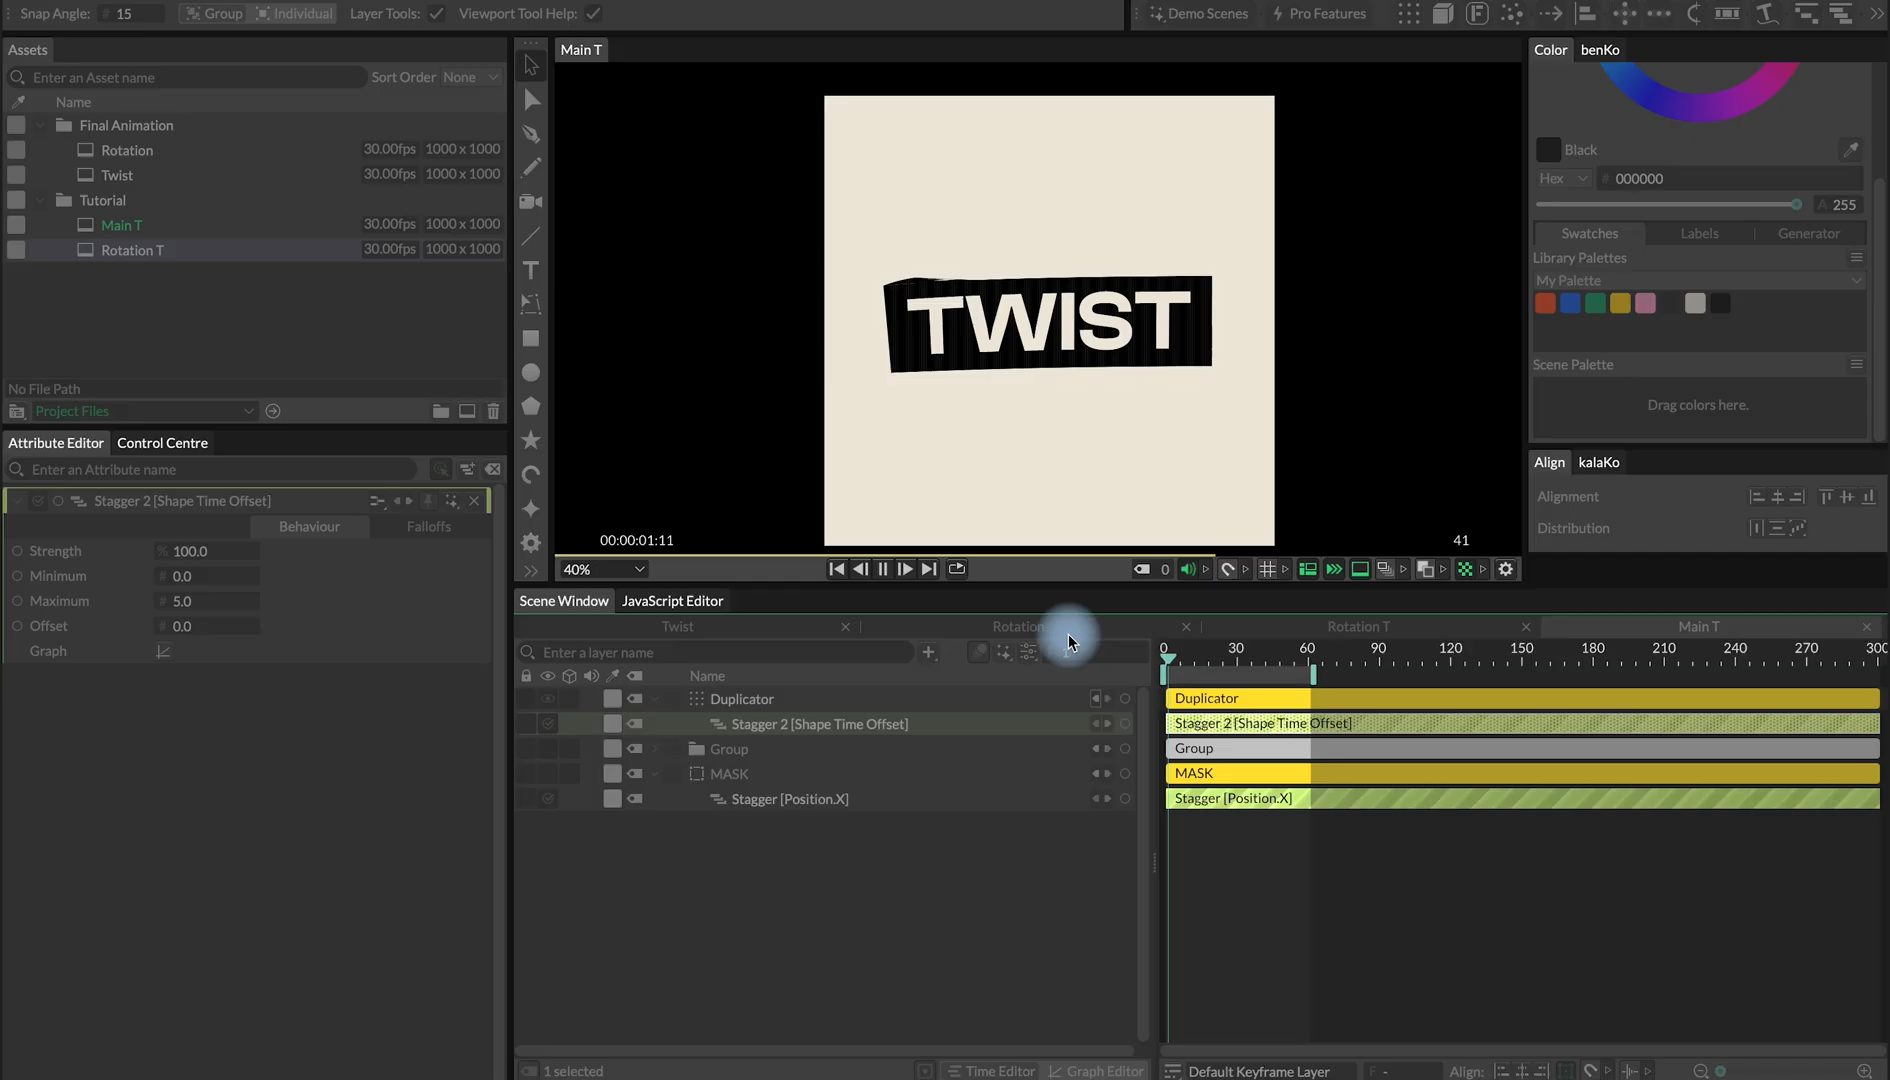 Snap Angle: # 15 Group Individual Layer Tools: Viewport Tool Help: Demo Scenes Pro Features
Assets
Enter an Asset name Sort Order None
Name
Final Animation
Rotation 30.00fps 1000 x 1000
Twist 30.00fps 1000 x 1000
Tutorial
Main T 30.00fps 1000 x 1000
Rotation T 30.00fps 1000 x 1000
No File Path
Project Files
Attribute Editor Control Centre
Enter an Attribute name
Stagger 2 [Shape Time Offset]
Behaviour Falloffs
Strength % 100.0
Minimum # 0.0
Maximum # 5.0
Offset # 0.0
Graph
Main T
TWIST
00:00:01:11 41
40% 0
Color benKo
Black
Hex # 000000
A 255
Swatches Labels Generator
Library Palettes
My Palette
Scene Palette
Drag colors here.
Align kalaKo
Alignment
Distribution
Scene Window JavaScript Editor
Twist Rotation Rotation T Main T
Enter a layer name
0 30 60 90 120 150 180 210 240 270 300
Name
Duplicator Duplicator
Stagger 2 [Shape Time Offset] Stagger 2 [Shape Time Offset]
Group Group
MASK MASK
Stagger [Position.X] Stagger [Position.X]
1 selected Time Editor Graph Editor Default Keyframe Layer F - Align: